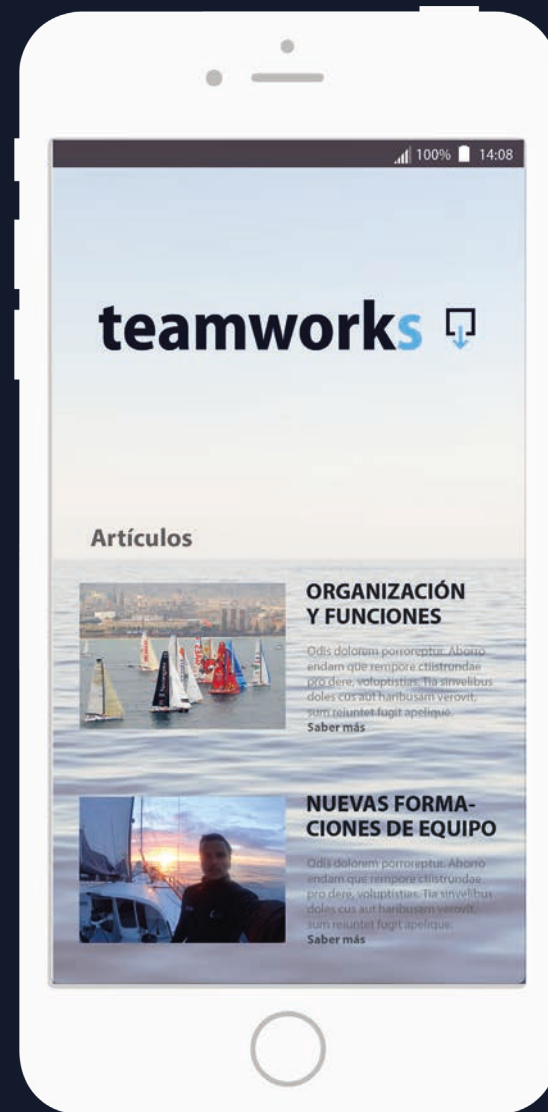 100% 14:08
teamworks
Artículos
ORGANIZACIÓN
Y FUNCIONES
Odis dolorem porroreptur. Aborro
endam que rempore ctiistrundae
pro dere, voluptistias. Tia sinvelibus
doles cus aut haribusam verovit,
sum reiuntet fugit apelique.
Saber más
NUEVAS FORMA-
CIONES DE EQUIPO
Odis dolorem porroreptur. Aborro
endam que rempore ctiistrundae
pro dere, voluptistias. Tia sinvelibus
doles cus aut haribusam verovit,
sum reiuntet fugit apelique.
Saber más